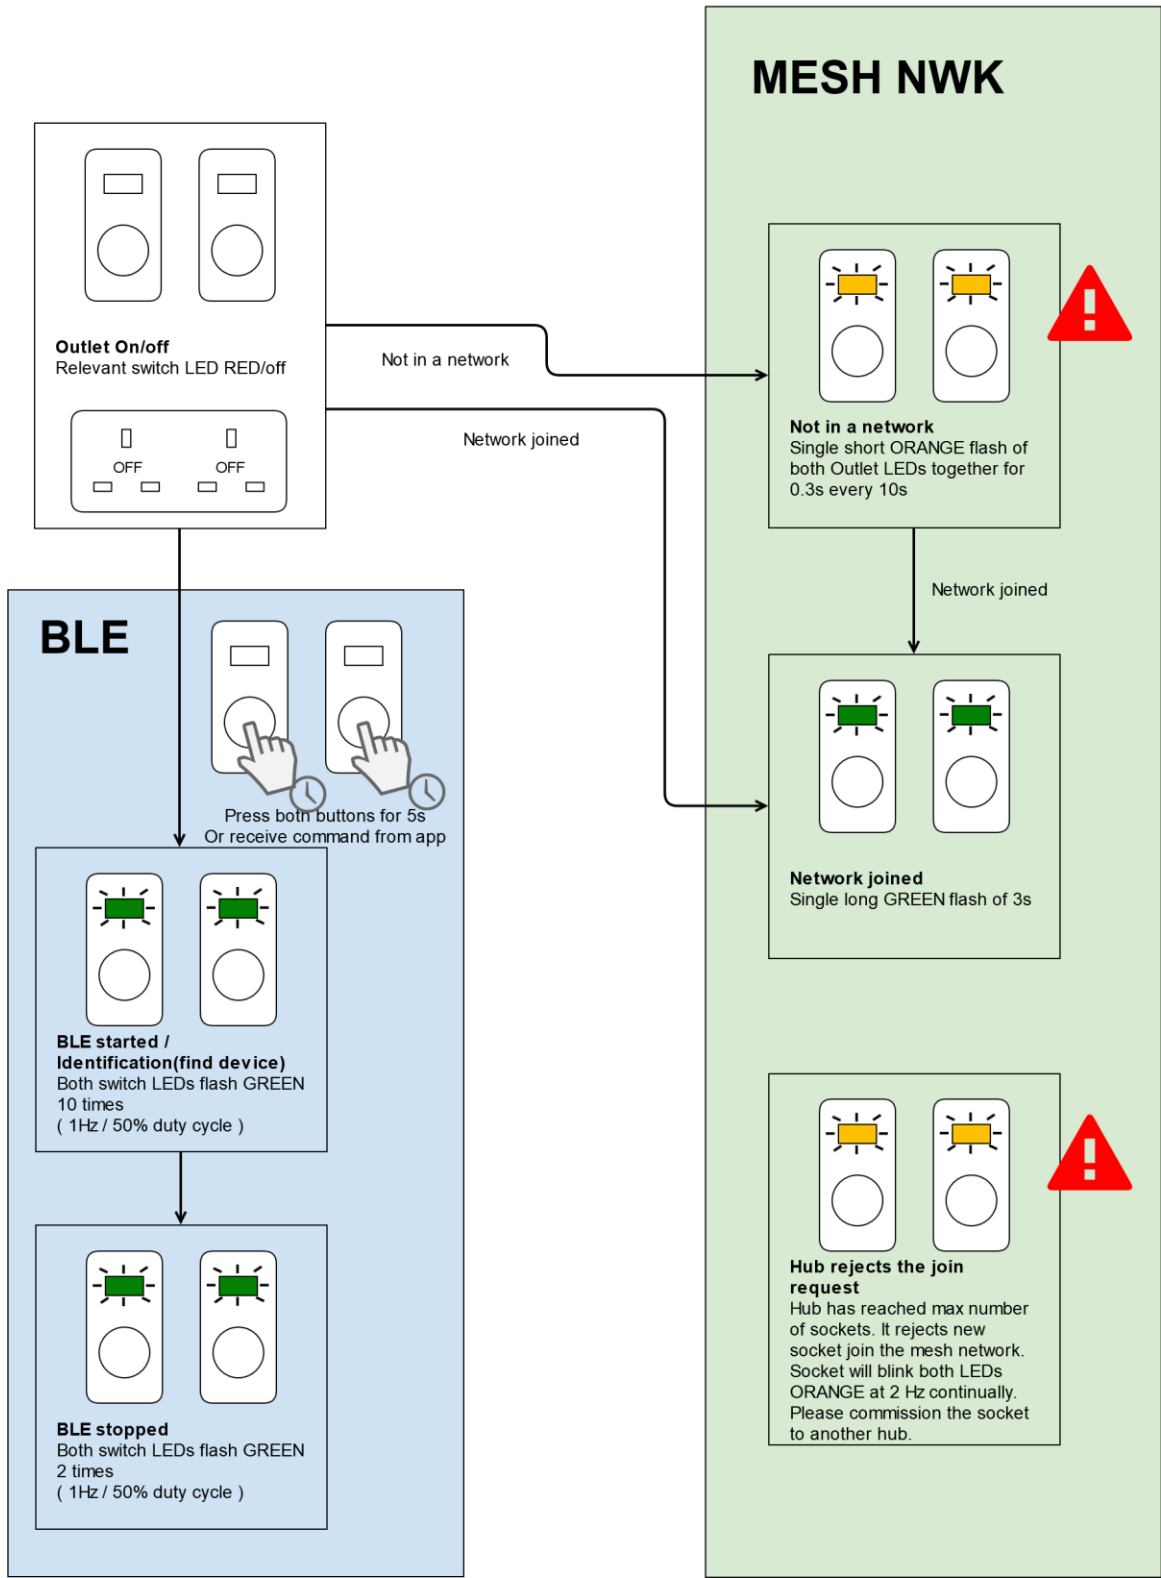 MESH NWK
Outlet On/off
Relevant switch LED RED/off
OFF
OFF
Not in a network
Network joined
Not in a network
Single short ORANGE flash of
both Outlet LEDs together for
0.3s every 10s
Network joined
BLE
Press both buttons for 5s
Or receive command from app
Network joined
Single long GREEN flash of 3s
BLE started /
Identification(find device)
Both switch LEDs flash GREEN
10 times
( 1Hz / 50% duty cycle )
BLE stopped
Both switch LEDs flash GREEN
2 times
( 1Hz / 50% duty cycle )
Hub rejects the join
request
Hub has reached max number
of sockets. It rejects new
socket join the mesh network.
Socket will blink both LEDs
ORANGE at 2 Hz continually.
Please commission the socket
to another hub.